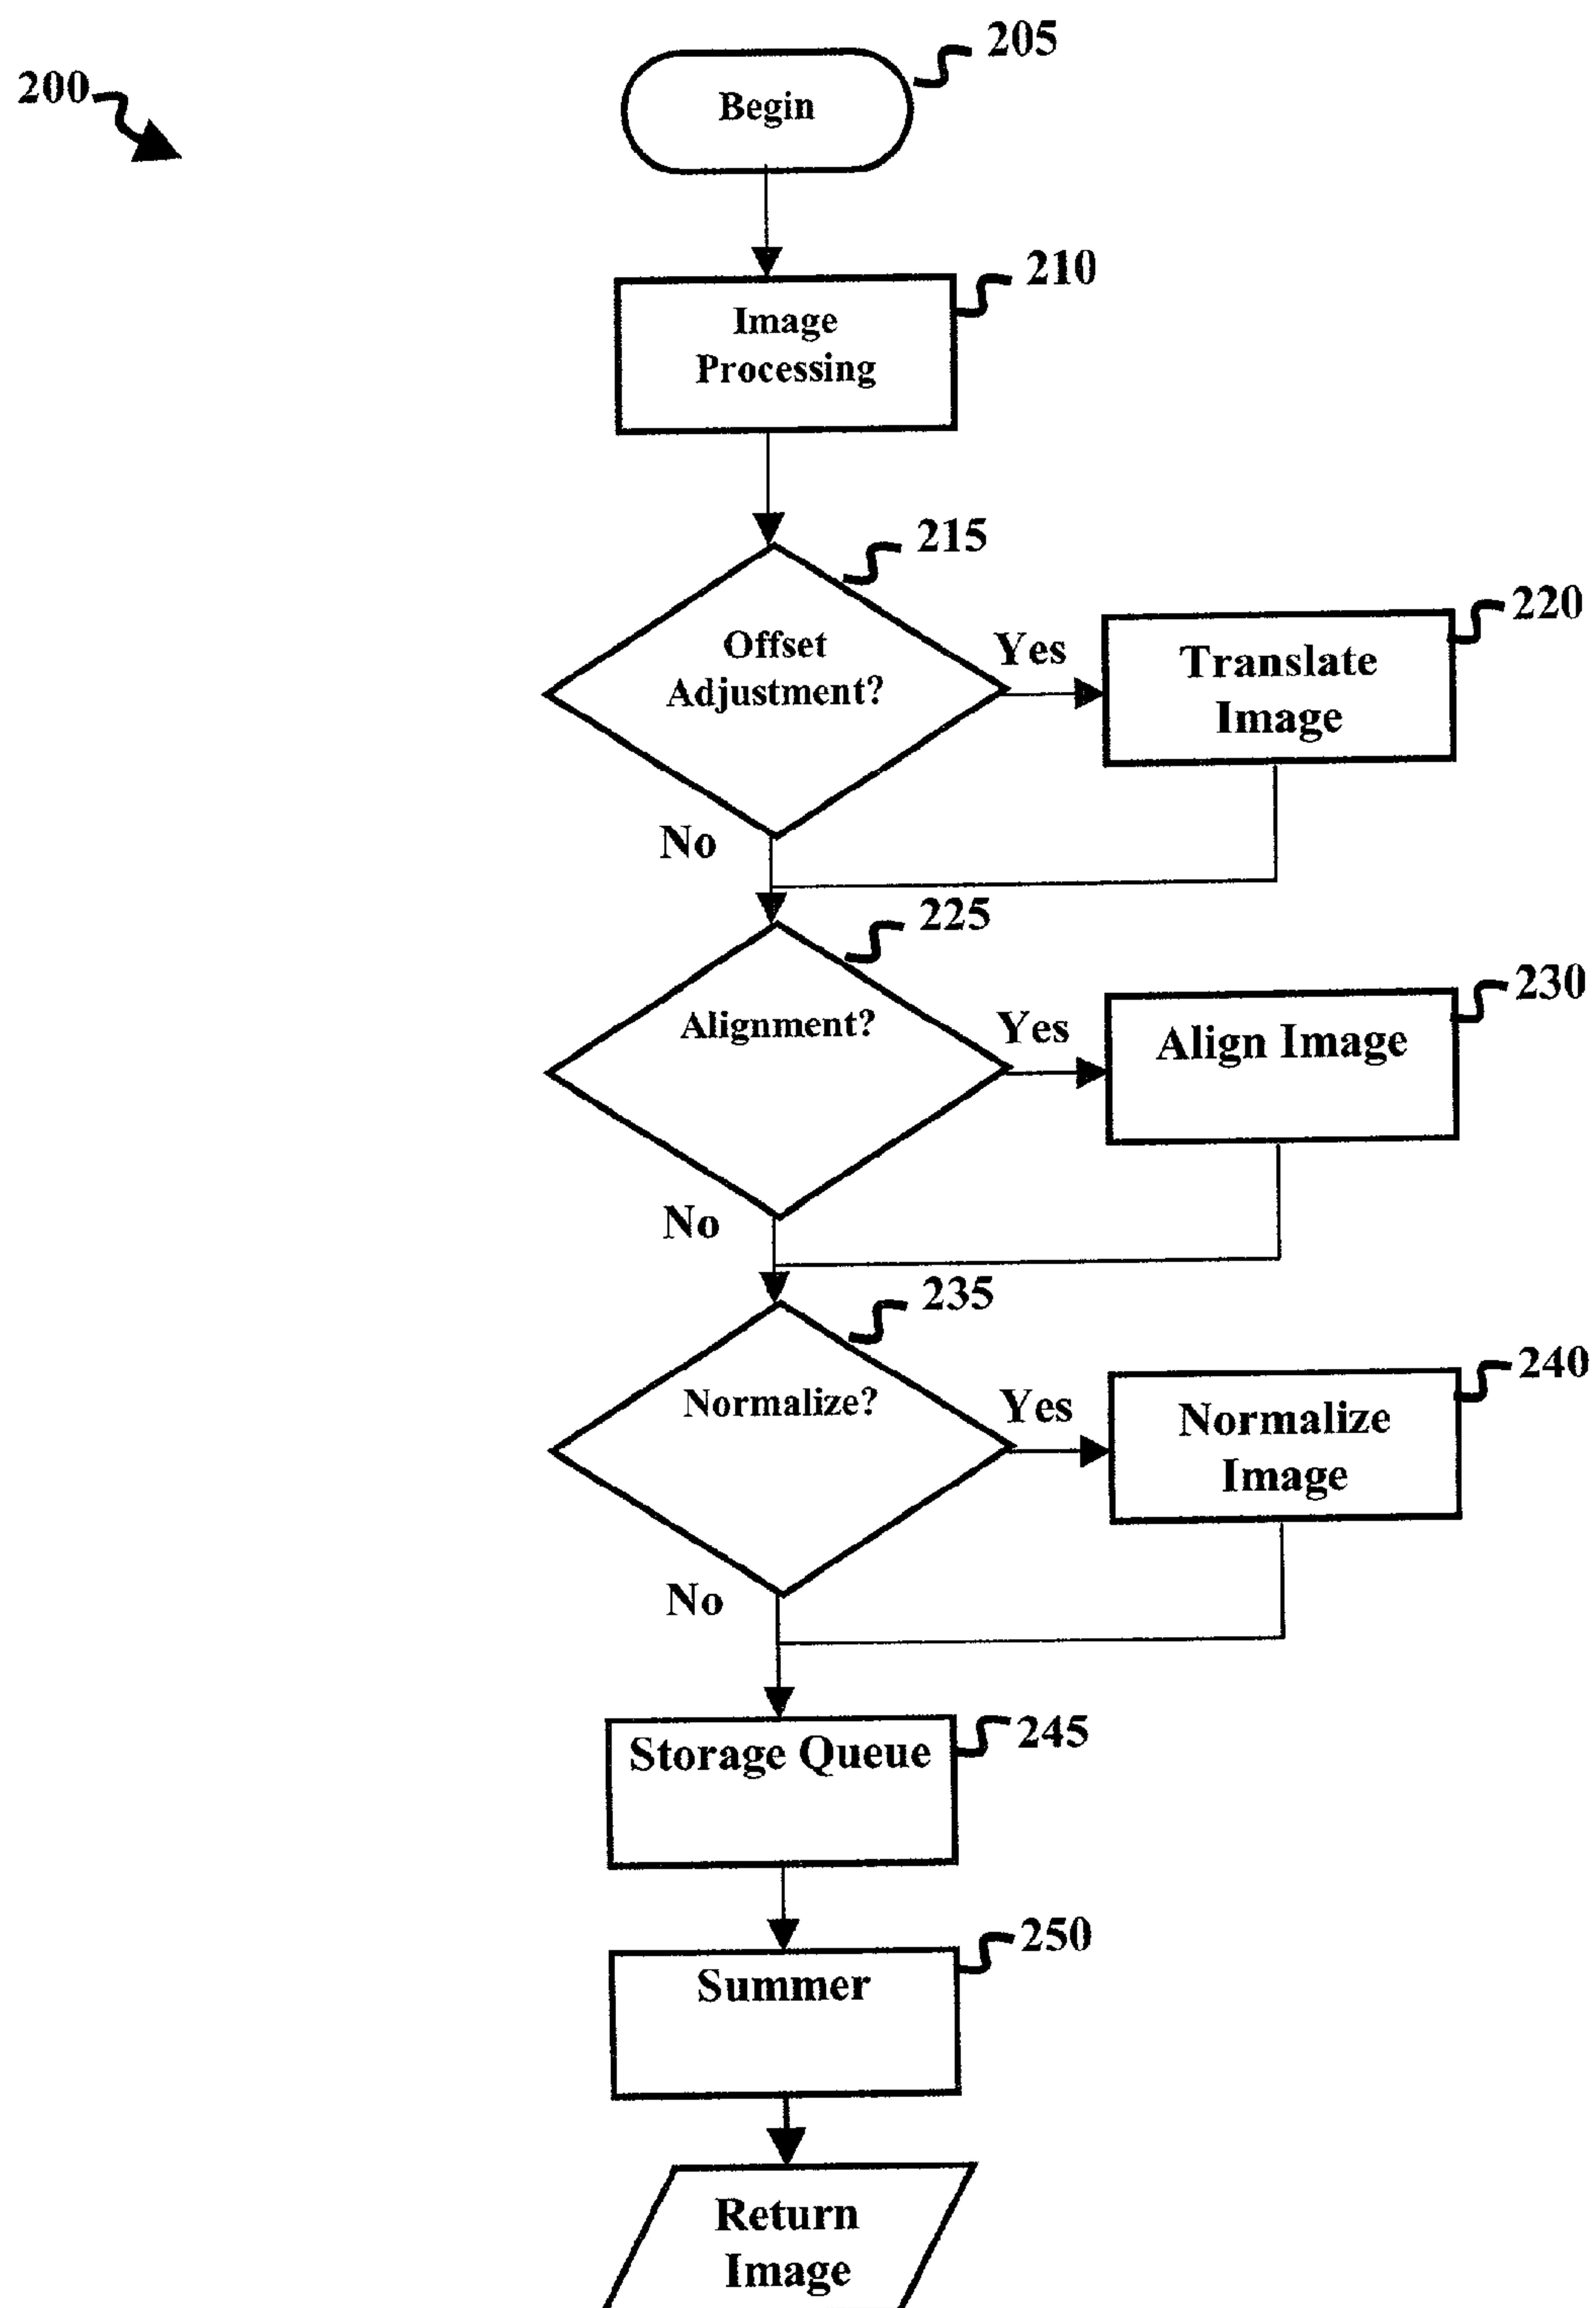 205
200
Begin
210
Image
Processing
215
Offset
Adjustment?
Yes
220
Translate
Image
No
225
Alignment?
Yes
230
Align Image
No
235
Normalize?
Yes
240
Normalize
Image
No
245
Storage Queue
250
Summer
Return
Image